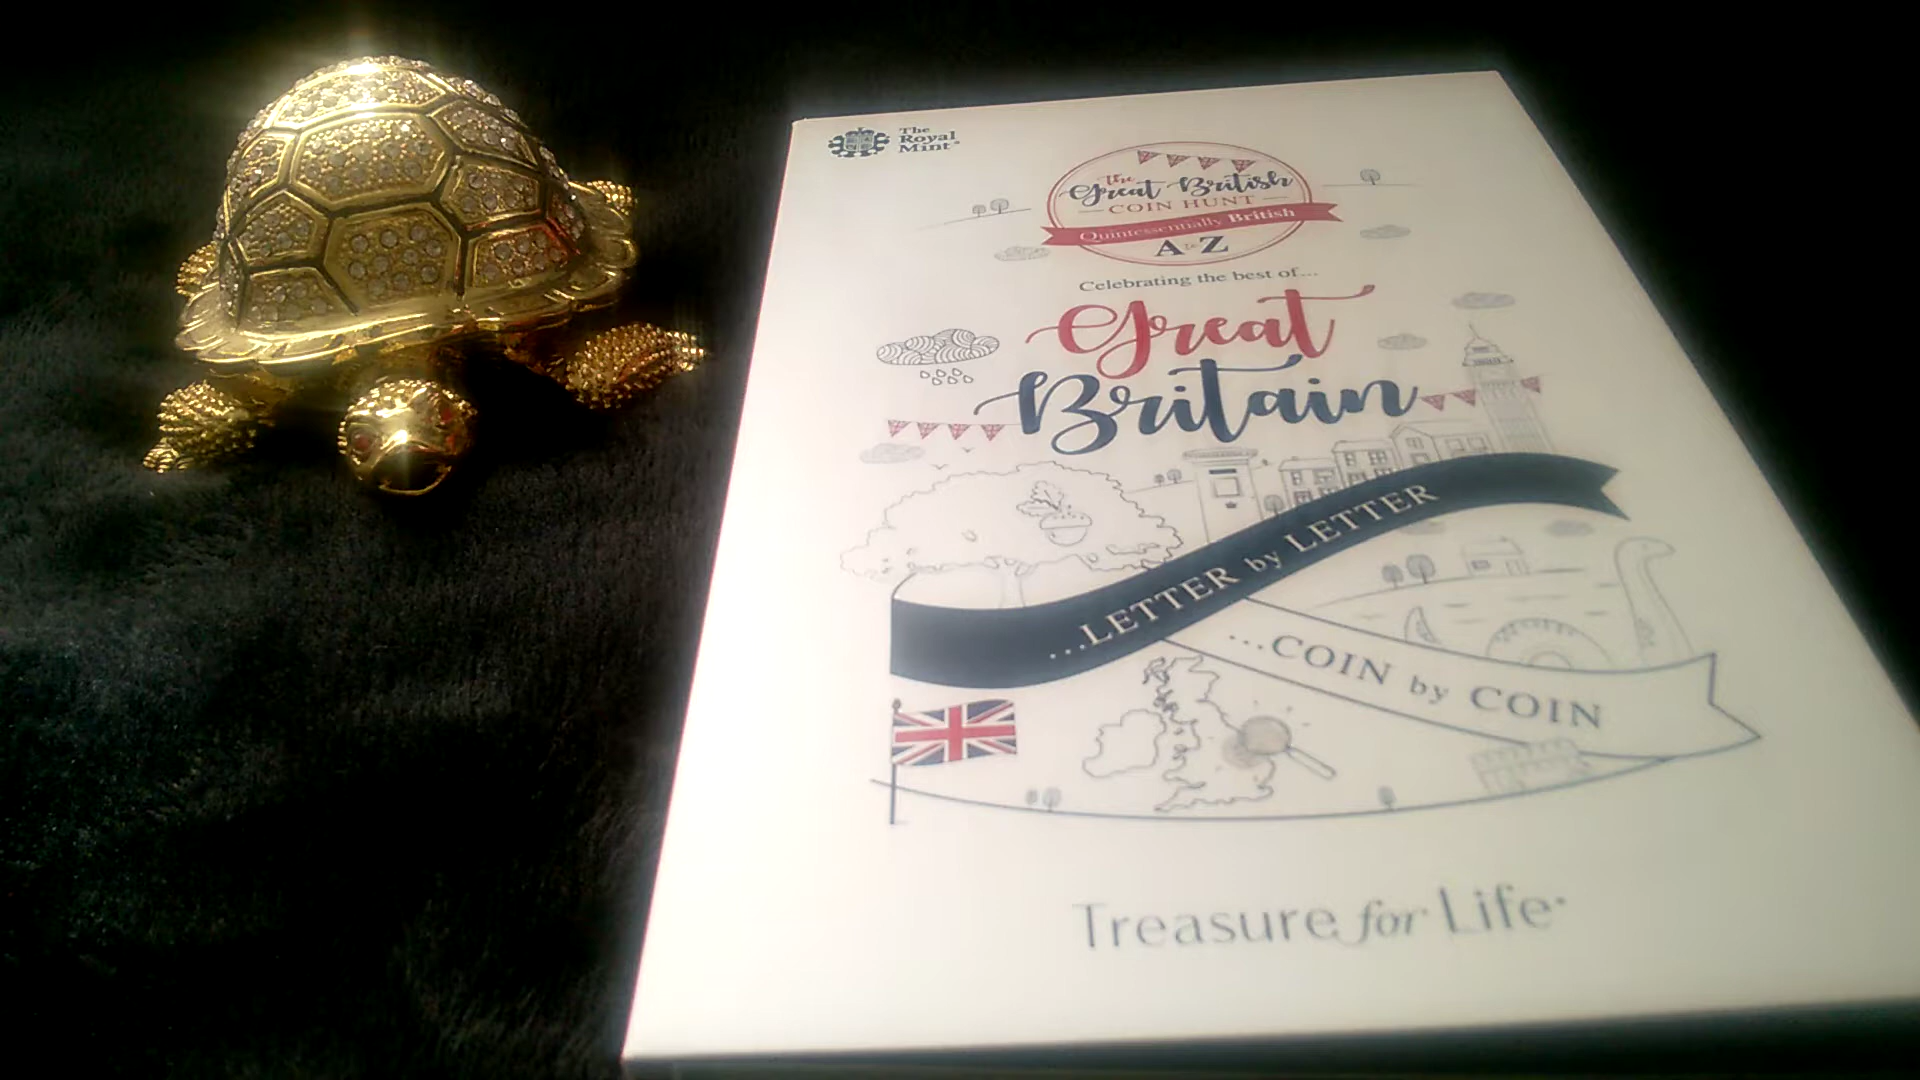 The
Royal
Mint®
the
Great British
COIN HUNT
Quintessentially British
A to Z
Celebrating the best of...
Great
Britain
...LETTER by LETTER
...COIN by COIN
Treasure for Life®